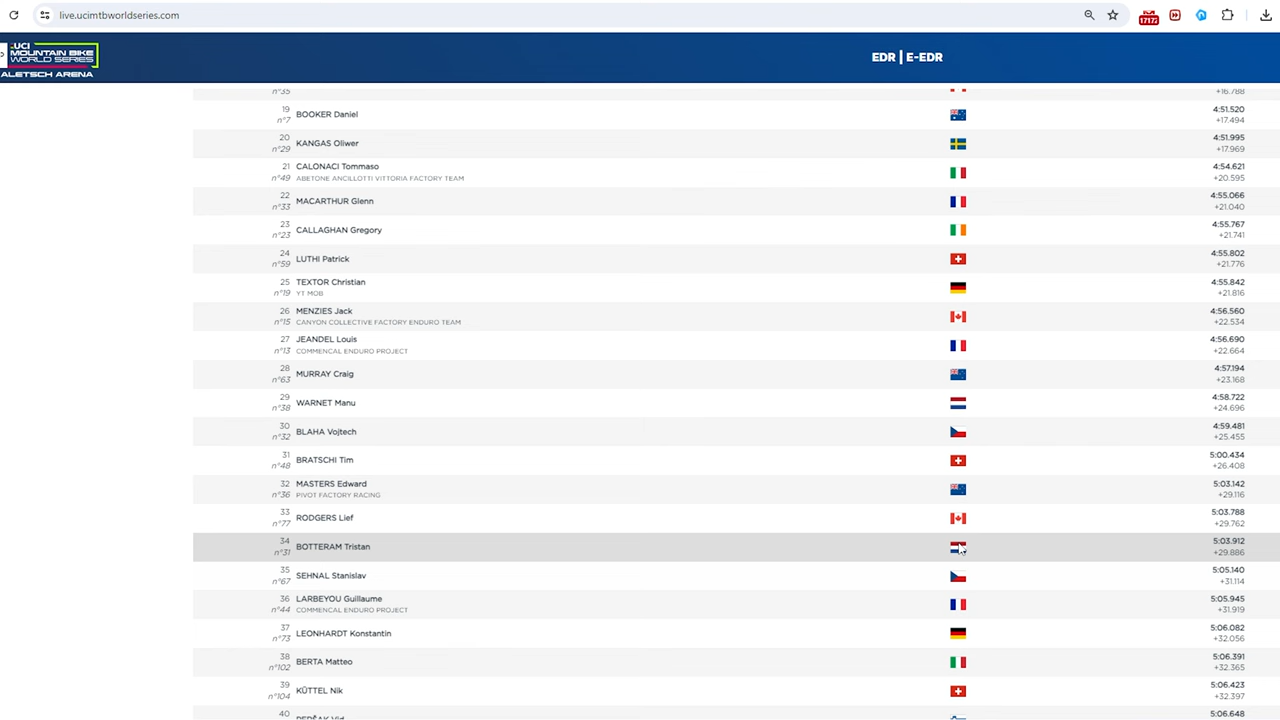 live.ucimtbworldseries.com
17172
UCI
MOUNTAIN BIKE
WORLD SERIES
ALETSCH ARENA
EDR | E-EDR
n°35 +16.788
19 BOOKER Daniel 4:51.520
n°7 +17.494
20 KANGAS Oliwer 4:51.995
n°29 +17.969
21 CALONACI Tommaso 4:54.621
n°49 ABETONE ANCILLOTTI VITTORIA FACTORY TEAM +20.595
22 MACARTHUR Glenn 4:55.066
n°33 +21.040
23 CALLAGHAN Gregory 4:55.767
n°23 +21.741
24 LUTHI Patrick 4:55.802
n°59 +21.776
25 TEXTOR Christian 4:55.842
n°19 YT MOB +21.816
26 MENZIES Jack 4:56.560
n°15 CANYON COLLECTIVE FACTORY ENDURO TEAM +22.534
27 JEANDEL Louis 4:56.690
n°13 COMMENCAL ENDURO PROJECT +22.664
28 MURRAY Craig 4:57.194
n°63 +23.168
29 WARNET Manu 4:58.722
n°38 +24.696
30 BLAHA Vojtech 4:59.481
n°32 +25.455
31 BRATSCHI Tim 5:00.434
n°48 +26.408
32 MASTERS Edward 5:03.142
n°36 PIVOT FACTORY RACING +29.116
33 RODGERS Lief 5:03.788
n°77 +29.762
34 BOTTERAM Tristan 5:03.912
n°31 +29.886
35 SEHNAL Stanislav 5:05.140
n°67 +31.114
36 LARBEYOU Guillaume 5:05.945
n°44 COMMENCAL ENDURO PROJECT +31.919
37 LEONHARDT Konstantin 5:06.082
n°73 +32.056
38 BERTA Matteo 5:06.391
n°102 +32.365
39 KÜTTEL Nik 5:06.423
n°104 +32.397
40 5:06.648